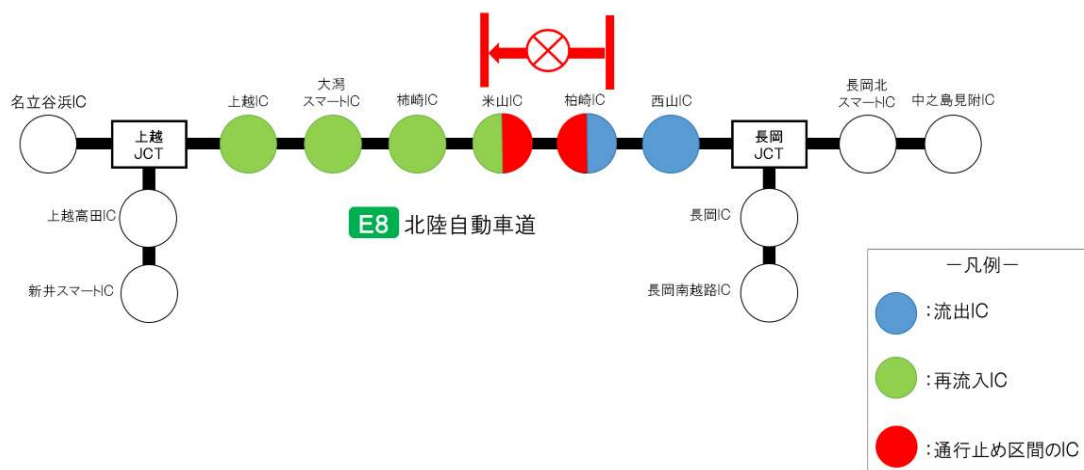 名立谷浜IC
上越
JCT
上越IC
大潟
スマートIC
柿崎IC
米山IC
柏崎IC
西山IC
長岡
JCT
長岡北
スマートIC
中之島見附IC
上越高田IC
新井スマートIC
E8 北陸自動車道
長岡IC
長岡南越路IC
－凡例－
:流出IC
:再流入IC
:通行止め区間のIC